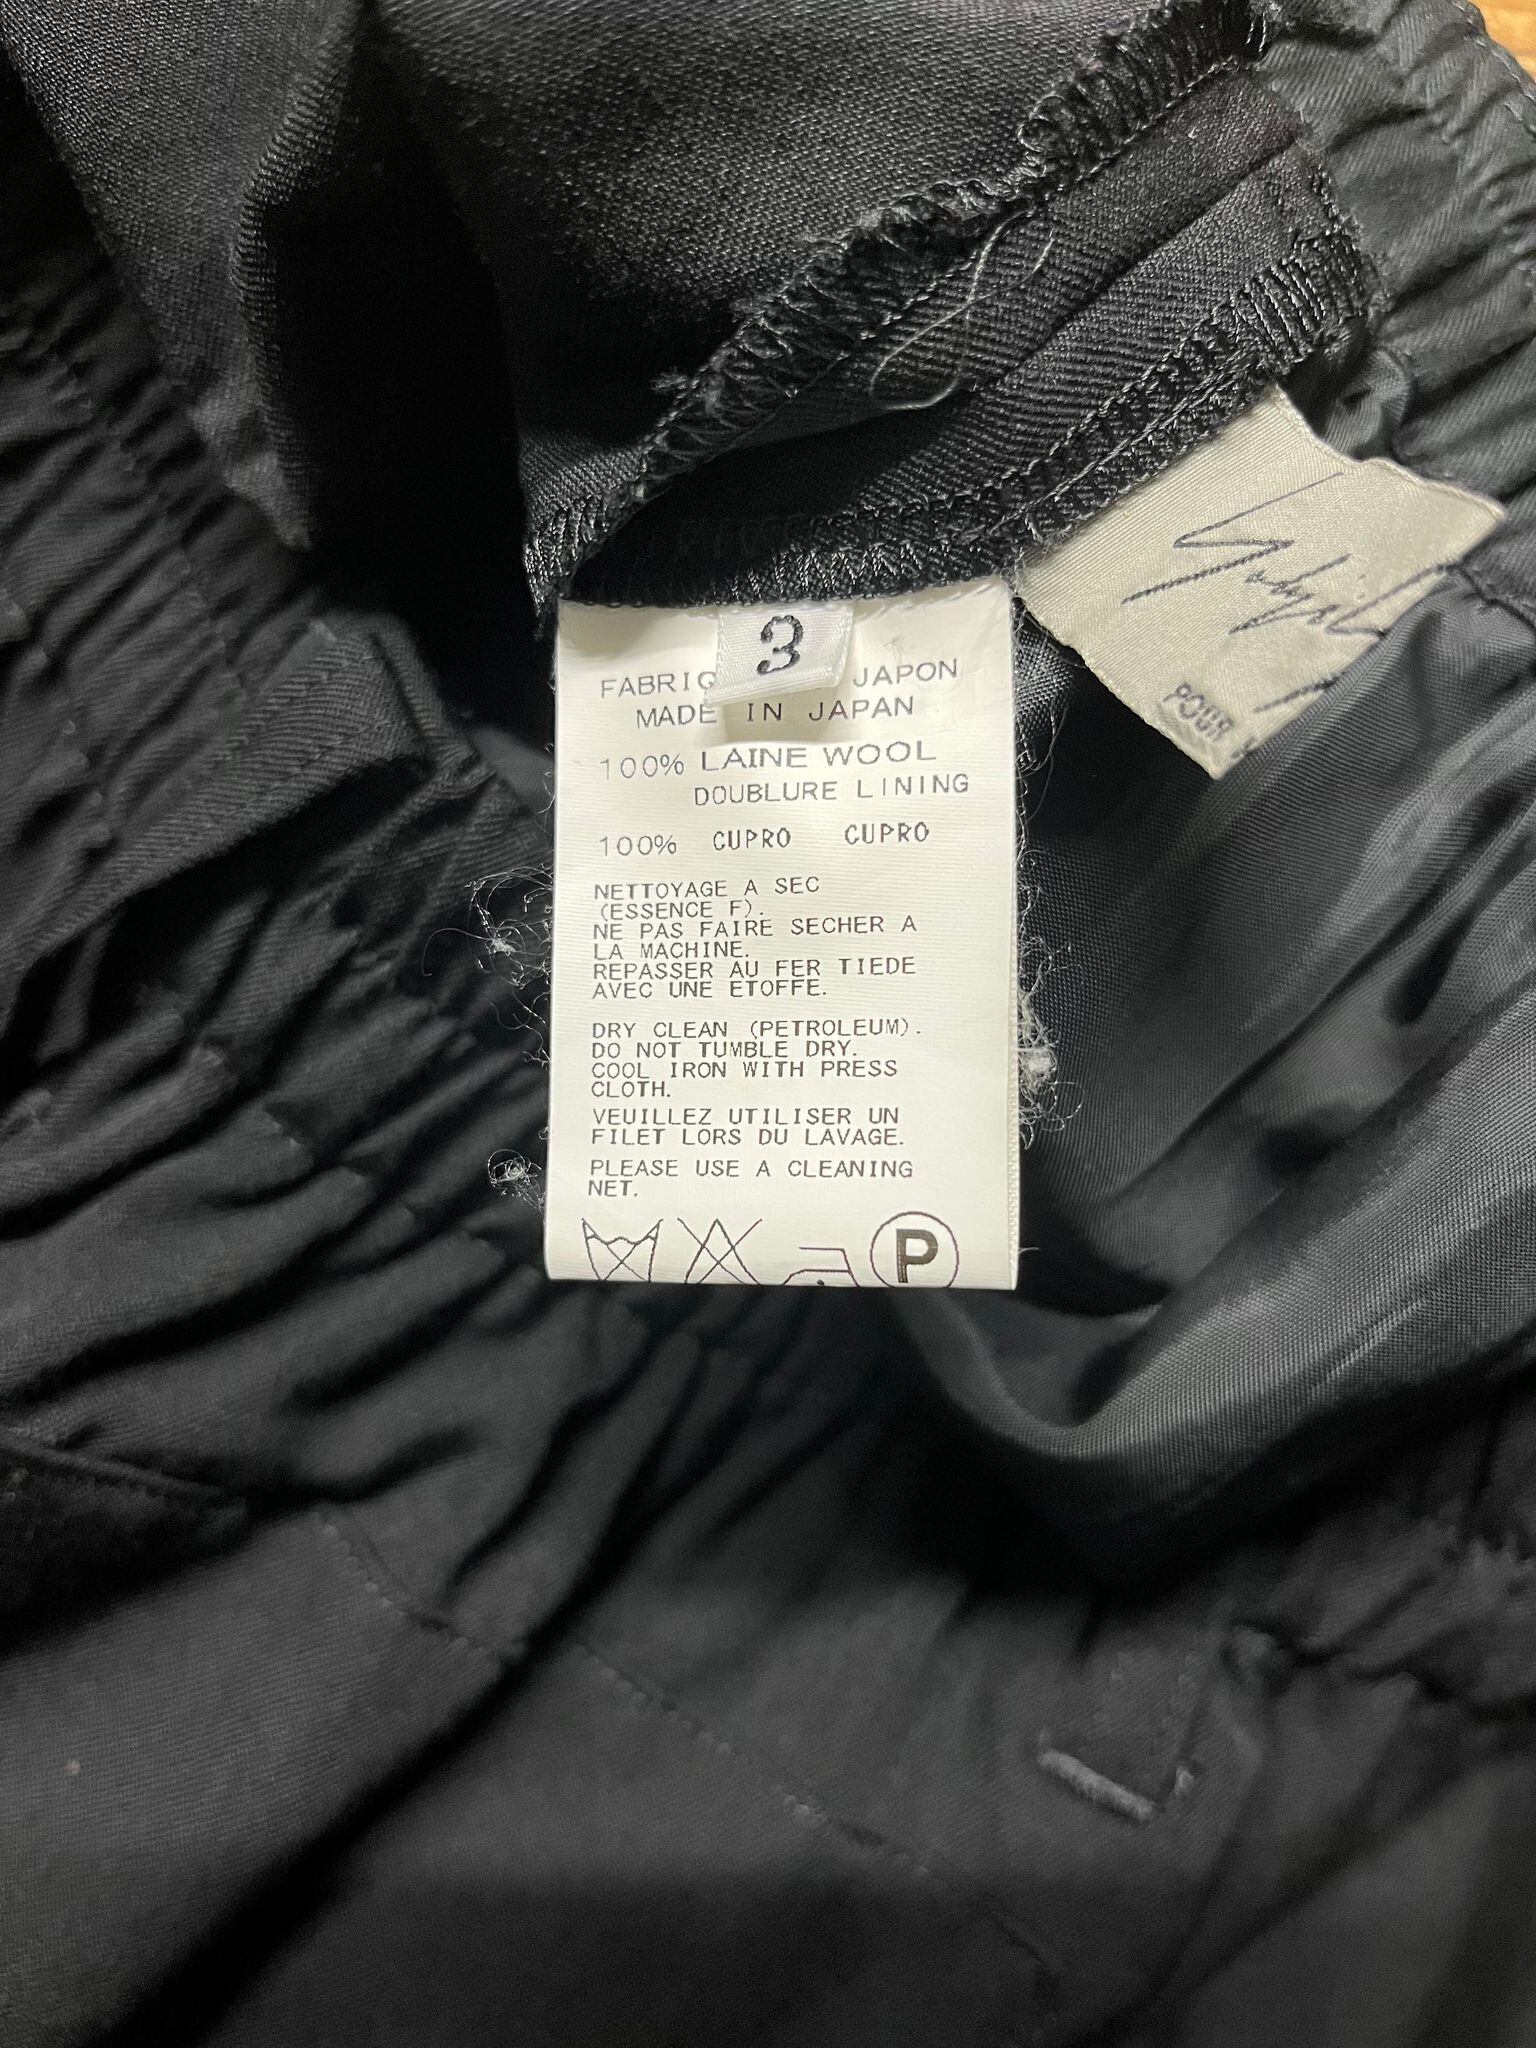 3
FABRIQ JAPON
MADE IN JAPAN
100% LAINE WOOL
DOUBLURE LINING
100% CUPRO CUPRO
NETTOYAGE A SEC
(ESSENCE F).
NE PAS FAIRE SECHER A
LA MACHINE.
REPASSER AU FER TIEDE
AVEC UNE ETOFFE.
DRY CLEAN (PETROLEUM).
DO NOT TUMBLE DRY.
COOL IRON WITH PRESS
CLOTH.
VEUILLEZ UTILISER UN
FILET LORS DU LAVAGE.
PLEASE USE A CLEANING
NET.
P
POUR